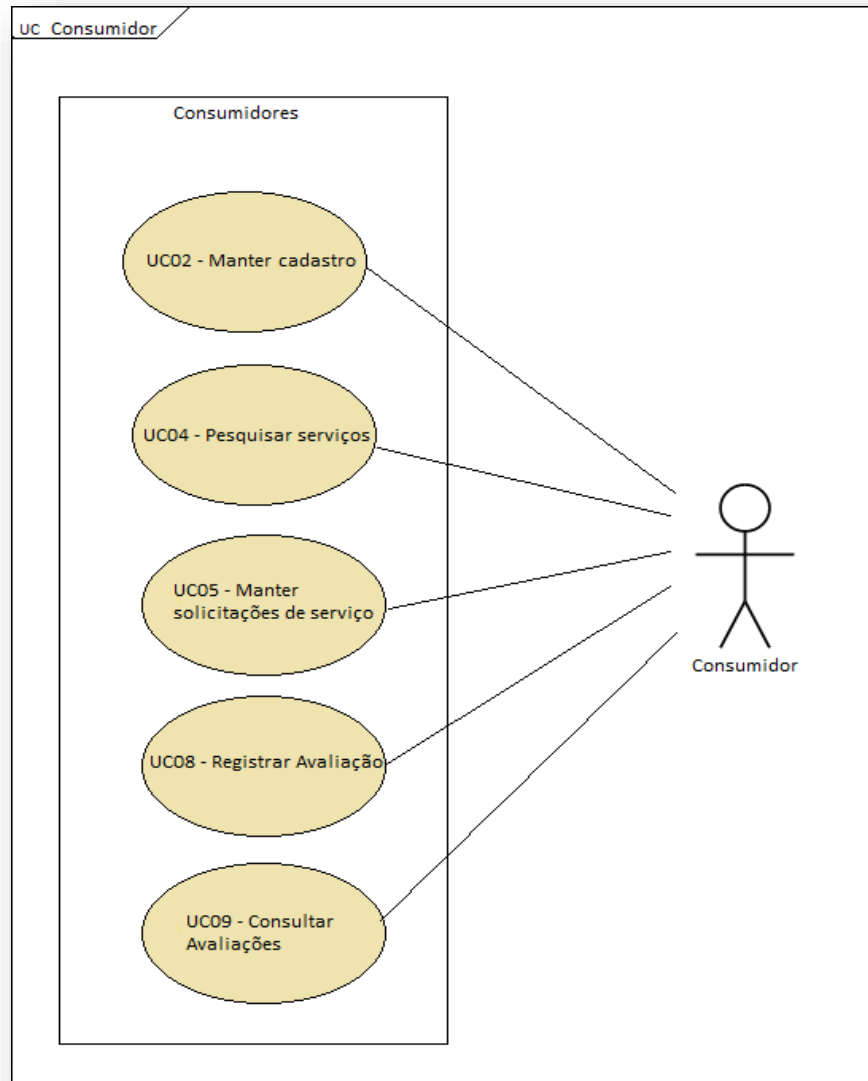 UC Consumidor
Consumidores
UC02 - Manter cadastro
UC04 - Pesquisar serviços
UC05 - Manter
solicitações de serviço
UC08 - Registrar Avaliação
UC09 - Consultar
Avaliações
Consumidor